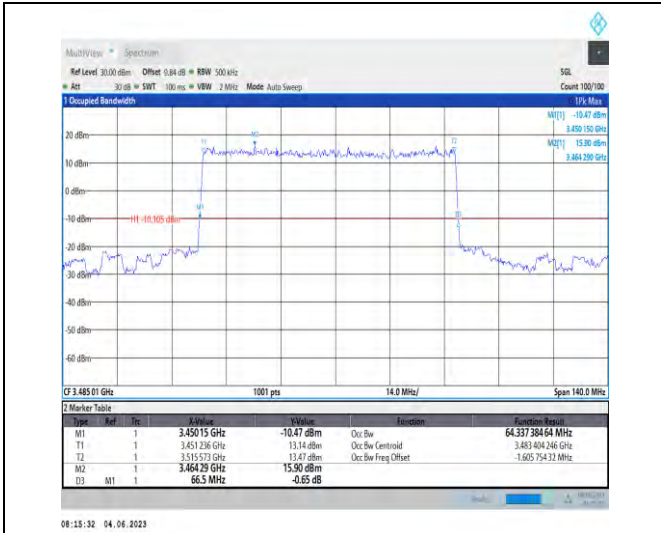 MultiView Spectrum
Ref Level 30.00 dBm Offset 0.84 dB RBW 500 kHz SGL
Att 30 dB SWT 100 ms VBW 2 MHz Mode Auto Sweep Count 100/100
1 Occupied Bandwidth 1Pk Max
M1[1] -10.47 dBm
3.450 150 GHz
M2[1] 15.90 dBm
3.464 290 GHz
20 dBm
10 dBm
0 dBm
-10 dBm
-20 dBm
-30 dBm
-40 dBm
-50 dBm
-60 dBm
T1
M2
T2
M1
H1 -10.105 dBm
D3
CF 3.485 01 GHz 1001 pts 14.0 MHz/ Span 140.0 MHz
2 Marker Table
Type Ref Trc X-Value Y-Value Function Function Result
M1 1 3.45015 GHz -10.47 dBm Occ Bw 64.337 384 64 MHz
T1 1 3.451 236 GHz 13.14 dBm Occ Bw Centroid 3.483 404 246 GHz
T2 1 3.515 573 GHz 13.47 dBm Occ Bw Freq Offset -1.605 754 32 MHz
M2 1 3.464 29 GHz 15.90 dBm
D3 M1 1 66.5 MHz -0.65 dB
08:15:32 04.06.2023